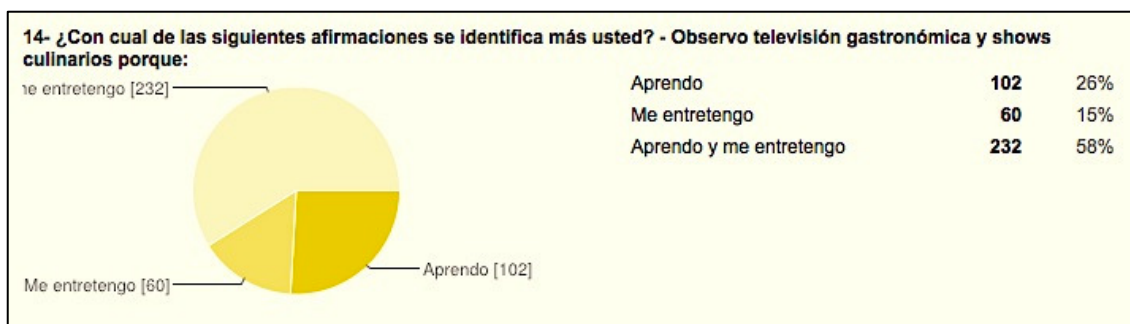 14- ¿Con cual de las siguientes afirmaciones se identifica más usted? - Observo televisión gastronómica y shows
culinarios porque:
entretengo [232]
Aprendo 102 26%
Me entretengo 60 15%
Aprendo y me entretengo 232 58%
Aprendo [102]
Me entretengo [60]